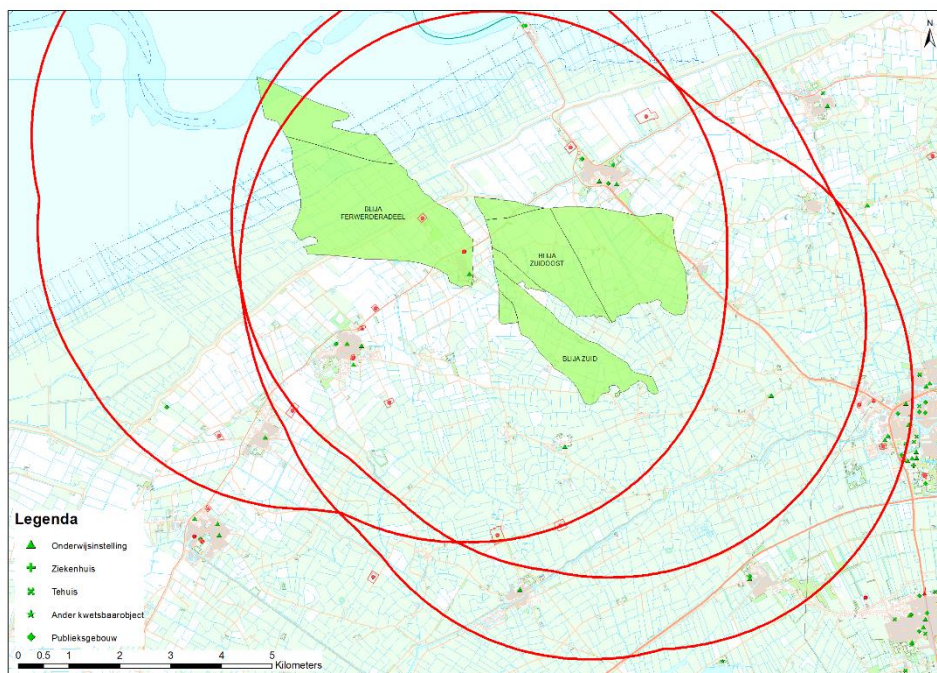 N
BLIJA
FERWERDERADEEL
BLIJA
ZUIDOOST
BLIJA ZUID
Legenda
Onderwijsinstelling
Ziekenhuis
Tehuis
Ander kwetsbaarobject
Publieksgebouw
0 0.5 1 2 3 4 5
Kilometers